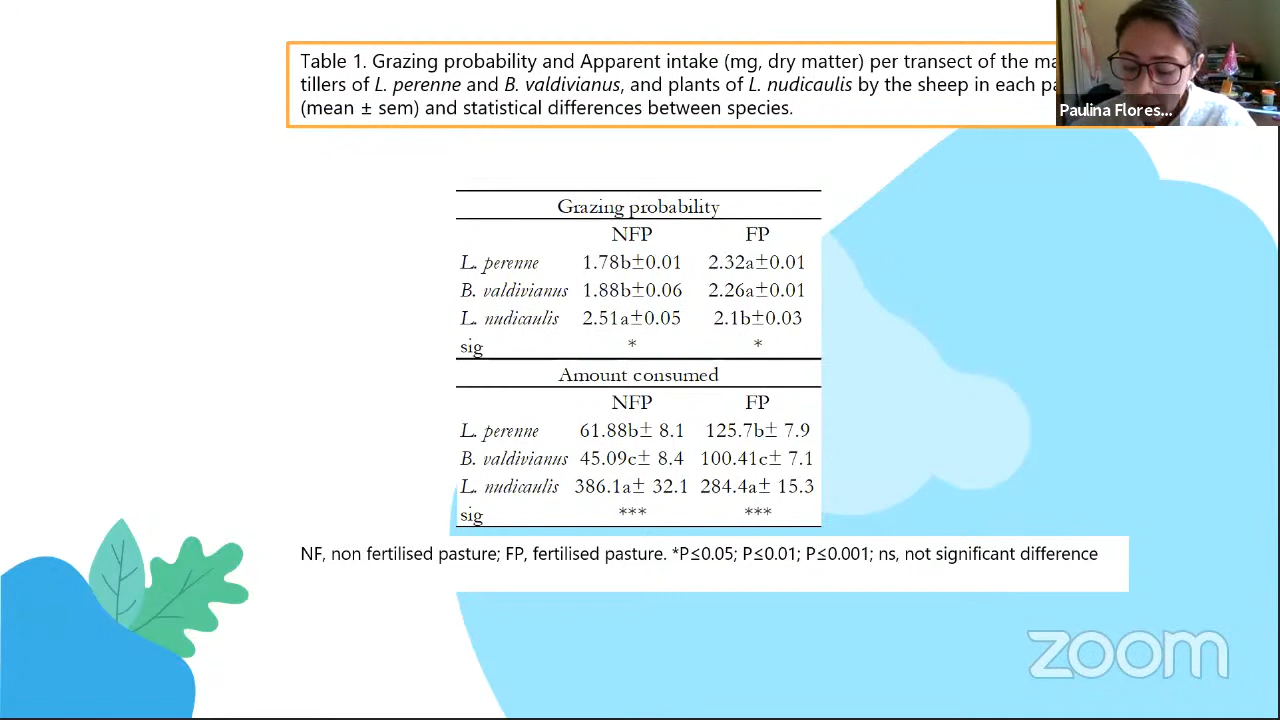 Table 1. Grazing probability and Apparent intake (mg, dry matter) per transect of the
tillers of L. perenne and B. valdivianus, and plants of L. nudicaulis by the sheep in each
(mean ± sem) and statistical differences between species.
Paulina Flores...
Grazing probability
NFP FP
L. perenne 1.78b±0.01 2.32a±0.01
B. valdivianus 1.88b±0.06 2.26a±0.01
L. nudicaulis 2.51a±0.05 2.1b±0.03
sig * *
Amount consumed
NFP FP
L. perenne 61.88b± 8.1 125.7b± 7.9
B. valdivianus 45.09c± 8.4 100.41c± 7.1
L. nudicaulis 386.1a± 32.1 284.4a± 15.3
sig *** ***
NF, non fertilised pasture; FP, fertilised pasture. *P≤0.05; P≤0.01; P≤0.001; ns, not significant difference
zoom